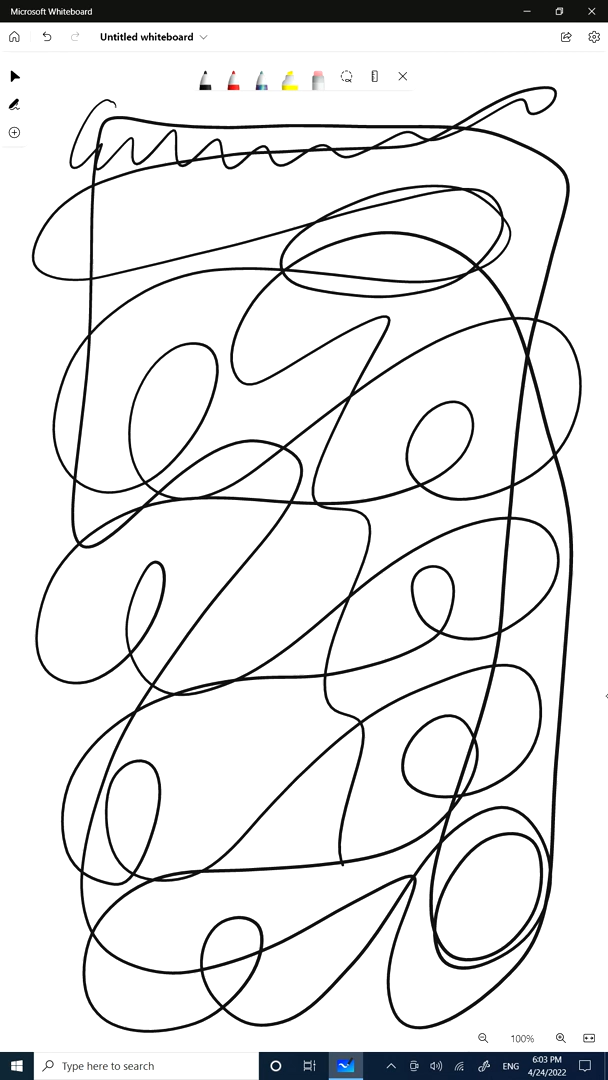 Microsoft Whiteboard
Untitled whiteboard
100%
Type here to search
ENG
6:03 PM
4/24/2022